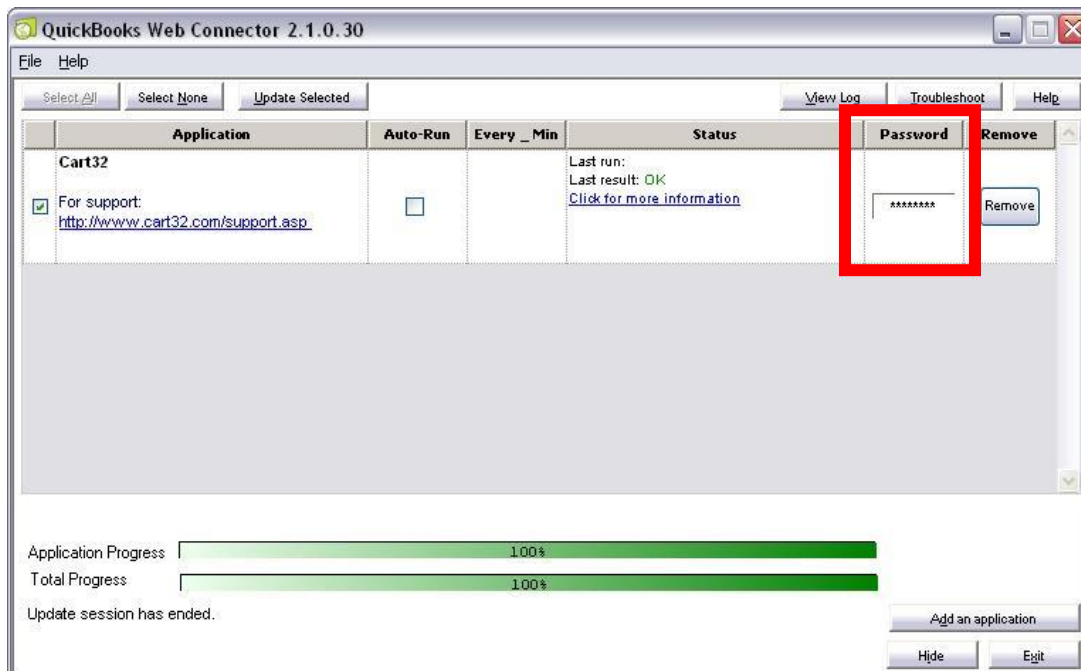 QuickBooks Web Connector 2.1.0.30
File Help
Select All Select None Update Selected View Log Troubleshoot Help
Application Auto-Run Every _Min Status Password Remove
Cart32
For support:
http://www.cart32.com/support.asp
Last run:
Last result: OK
Click for more information
********
Remove
Application Progress 100%
Total Progress 100%
Update session has ended.
Add an application
Hide Exit